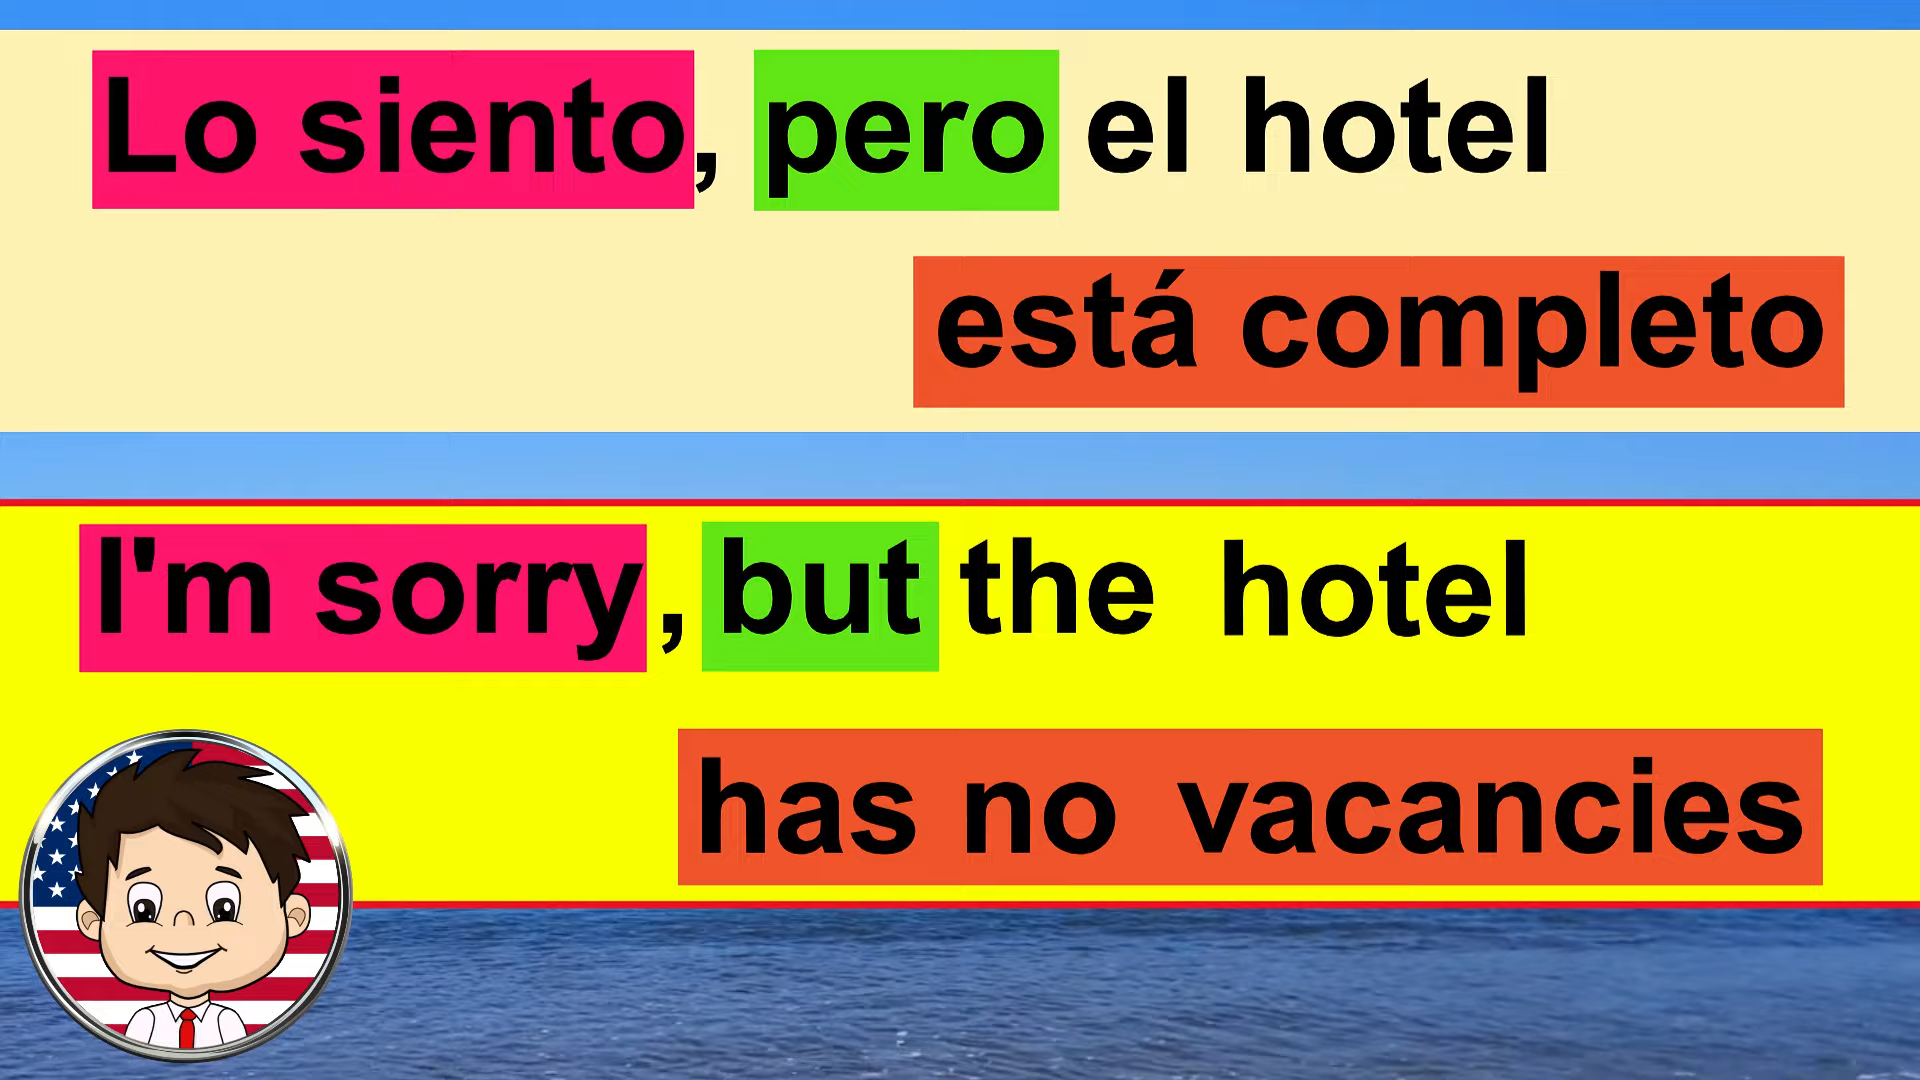 Lo siento, pero el hotel
está completo
I'm sorry, but the hotel
has no vacancies